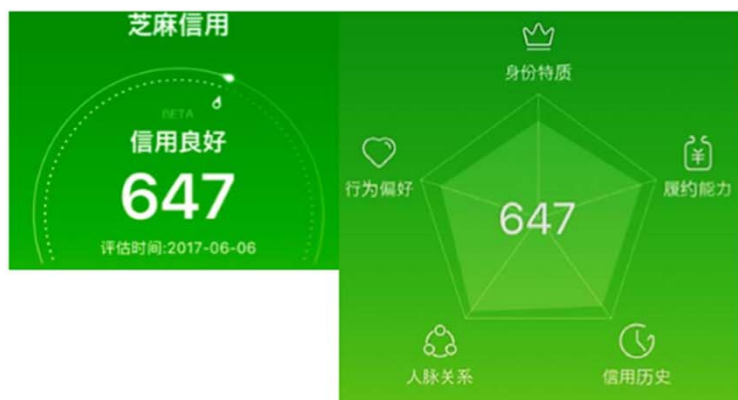 芝麻信用
BETA
信用良好
647
评估时间:2017-06-06
身份特质
行为偏好
履约能力
647
人脉关系
信用历史